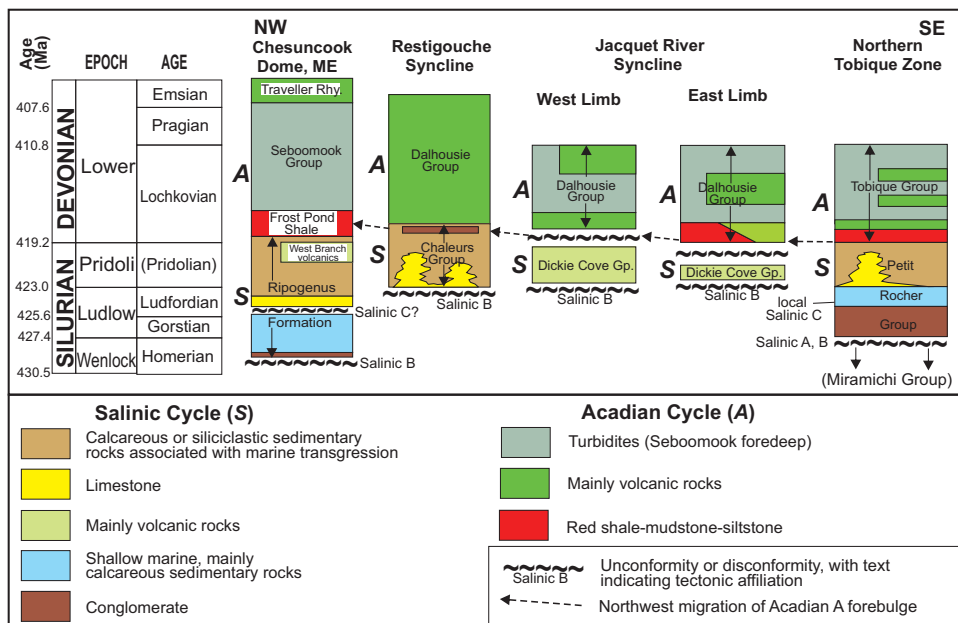 NW
SE
Age
(Ma)
EPOCH
AGE
Chesuncook
Dome, ME
Restigouche
Syncline
Jacquet River
Syncline
West Limb
East Limb
Northern
Tobique Zone
407.6
410.8
419.2
423.0
425.6
427.4
430.5
DEVONIAN
SILURIAN
Lower
Pridoli
Ludlow
Wenlock
Emsian
Pragian
Lochkovian
(Pridolian)
Ludfordian
Gorstian
Homerian
A
S
Traveller Rhy.
Seboomook
Group
Frost Pond
Shale
West Branch
volcanics
Ripogenus
Salinic C?
Formation
Salinic B
A
S
Dalhousie
Group
Chaleurs
Group
Salinic B
A
S
Dalhousie
Group
Dickie Cove Gp.
Salinic B
A
S
Dalhousie
Group
Dickie Cove Gp.
Salinic B
A
S
Tobique Group
Petit
Rocher
Group
local
Salinic C
Salinic A, B
(Miramichi Group)
Salinic Cycle (S)
Calcareous or siliciclastic sedimentary
rocks associated with marine transgression
Limestone
Mainly volcanic rocks
Shallow marine, mainly
calcareous sedimentary rocks
Conglomerate
Acadian Cycle (A)
Turbidites (Seboomook foredeep)
Mainly volcanic rocks
Red shale-mudstone-siltstone
Salinic B
Unconformity or disconformity, with text
indicating tectonic affiliation
Northwest migration of Acadian A forebulge